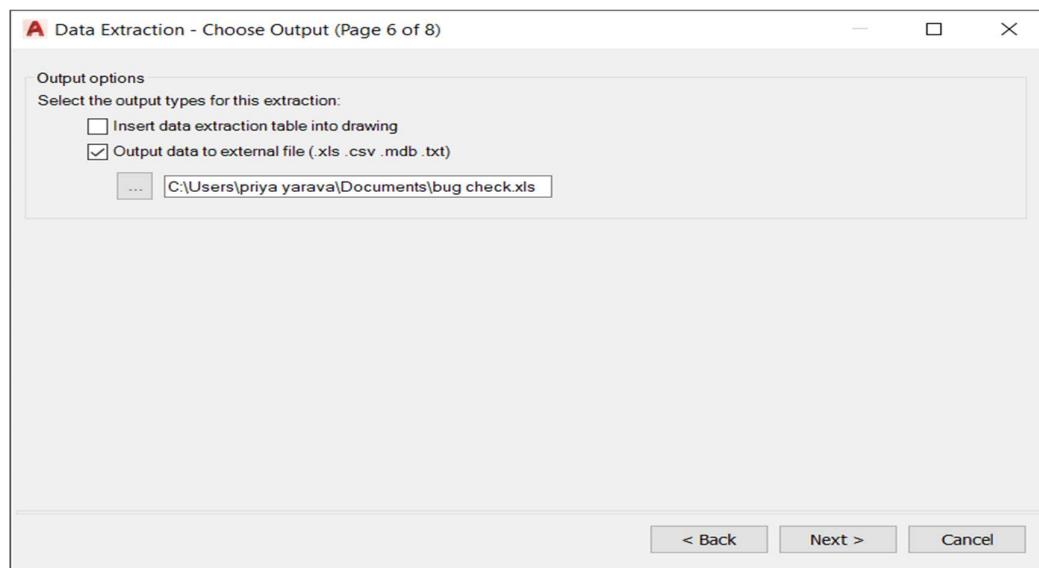 Data Extraction - Choose Output (Page 6 of 8)
Output options
Select the output types for this extraction:
Insert data extraction table into drawing
Output data to external file (.xls .csv .mdb .txt)
... C:\Users\priya yarava\Documents\bug check.xls
< Back Next > Cancel